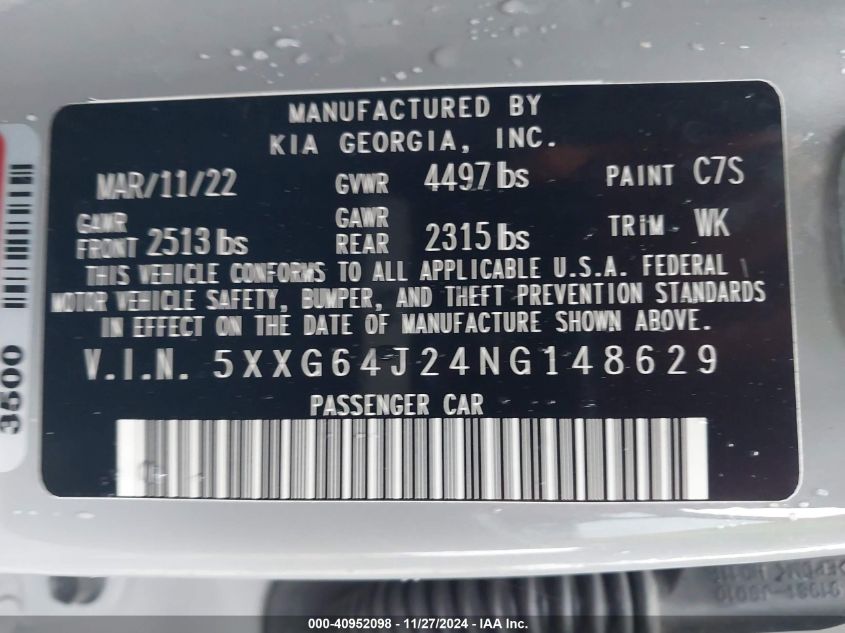 MANUFACTURED BY
KIA GEORGIA, INC.
MAR/11/22 GVWR 4497 lbs PAINT C7S
GAWR FRONT 2513 lbs GAWR REAR 2315 lbs TRIM WK
THIS VEHICLE CONFORMS TO ALL APPLICABLE U.S.A. FEDERAL
MOTOR VEHICLE SAFETY, BUMPER, AND THEFT PREVENTION STANDARDS
IN EFFECT ON THE DATE OF MANUFACTURE SHOWN ABOVE.
V.I.N. 5XXG64J24NG148629
PASSENGER CAR
3500
000-40952098 - 11/27/2024 - IAA Inc.